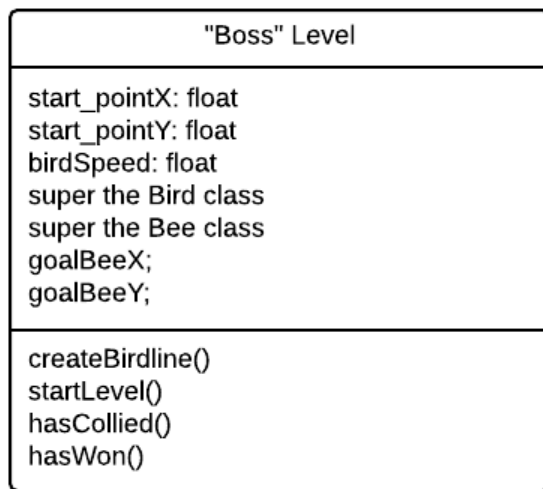 "Boss" Level
start_pointX: float
start_pointY: float
birdSpeed: float
super the Bird class
super the Bee class
goalBeeX;
goalBeeY;
createBirdline()
startLevel()
hasCollied()
hasWon()